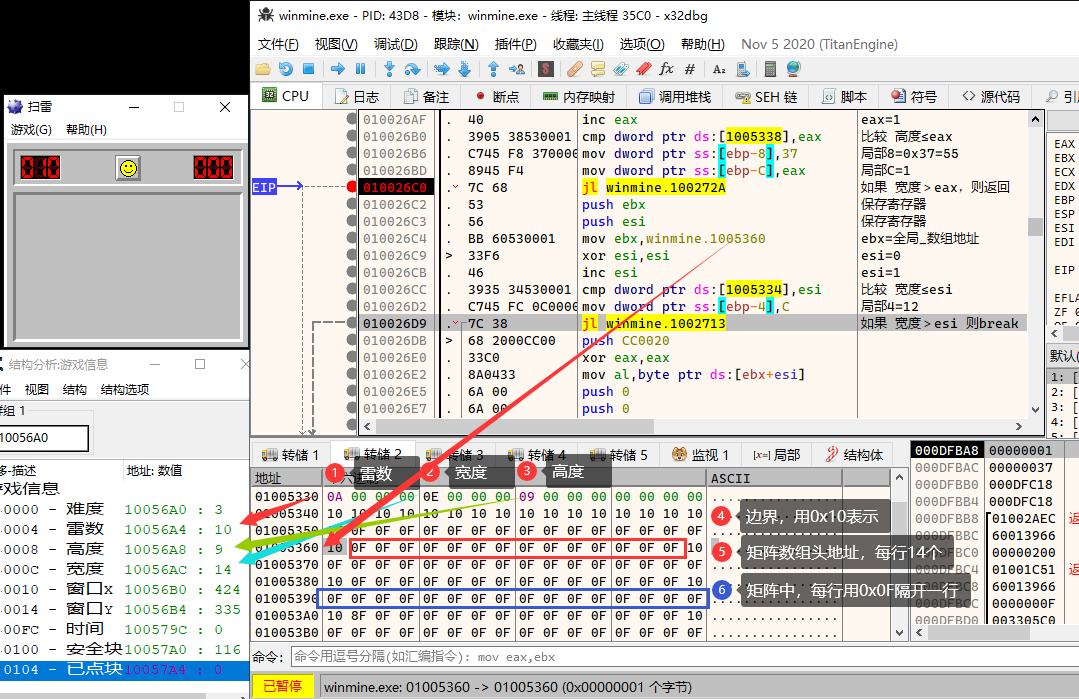 winmine.exe - PID: 43D8 - 模块: winmine.exe - 线程: 主线程 35C0 - x32dbg
文件(F) 视图(V) 调试(D) 跟踪(N) 插件(P) 收藏夹(I) 选项(O) 帮助(H) Nov 5 2020 (TitanEngine)
CPU 日志 备注 断点 内存映射 调用堆栈 SEH 链 脚本 符号 源代码 引
扫雷
游戏(G) 帮助(H)
EIP
010026AF . 40 inc eax eax=1
010026B0 . 3905 38530001 cmp dword ptr ds:[1005338],eax 比较 高度≤eax
010026B6 . C745 F8 370000 mov dword ptr ss:[ebp-8],37 局部8=0x37=55
010026BD . 8945 F4 mov dword ptr ss:[ebp-C],eax 局部C=1
010026C0 . 7C 68 jl winmine.100272A 如果 宽度＞eax，则返回
010026C2 . 53 push ebx 保存寄存器
010026C3 . 56 push esi 保存寄存器
010026C4 . BB 60530001 mov ebx,winmine.1005360 ebx=全局_数组地址
010026C9 > 33F6 xor esi,esi esi=0
010026CB . 46 inc esi esi=1
010026CC . 3935 34530001 cmp dword ptr ds:[1005334],esi 比较 宽度≤esi
010026D2 . C745 FC 0C0000 mov dword ptr ss:[ebp-4],C 局部4=12
010026D9 . 7C 38 jl winmine.1002713 如果 宽度＞esi 则break
010026DB > 68 2000CC00 push CC0020
010026E0 . 33C0 xor eax,eax
010026E2 . 8A0433 mov al,byte ptr ds:[ebx+esi]
010026E5 . 6A 00 push 0
010026E7 . 6A 00 push 0
EAX
EBX
ECX
EDX
EBP
ESP
ESI
EDI
EIP
EFLA
ZF 0
默认(
1: [
2: [
3: [
4: [
结构分析:游戏信息
件 视图 结构 结构选项
群组 1
10056A0
移-描述 地址: 数值
游戏信息
0000 - 难度 10056A0 : 3
0004 - 雷数 10056A4 : 10
0008 - 高度 10056A8 : 9
000C - 宽度 10056AC : 14
0010 - 窗口X 10056B0 : 424
0014 - 窗口Y 10056B4 : 335
00FC - 时间 100579C : 0
0100 - 安全块 10057A0 : 116
0104 - 已点块 10057A4 : 0
转储 1 转储 2 转储 3 转储 4 转储 5 监视 1 [x=] 局部 结构体
地址 十六进制 ASCII
1 雷数 2 宽度 3 高度
01005330 0A 00 00 00 0E 00 00 00 09 00 00 00 00 00 00 00
01005340 10 10 10 10 10 10 10 10 10 10 10 10 10 10 10 10
01005350 0F 0F 0F 0F 0F 0F 0F 0F 0F 0F 0F 0F 0F 0F 0F
01005360 10 0F 0F 0F 0F 0F 0F 0F 0F 0F 0F 0F 0F 0F 0F 10
01005370 0F 0F 0F 0F 0F 0F 0F 0F 0F 0F 0F 0F 0F 0F 0F 0F
01005380 10 0F 0F 0F 0F 0F 0F 0F 0F 0F 0F 0F 0F 0F 0F 10
01005390 0F 0F 0F 0F 0F 0F 0F 0F 0F 0F 0F 0F 0F 0F 0F 0F
010053A0 10 8F 0F 0F 0F 0F 0F 0F 0F 0F 0F 0F 0F 0F 0F 10
010053B0 0F 0F 0F 0F 0F 0F 0F 0F 0F 0F 0F 0F 0F 0F 0F 0F
4 边界，用0x10表示
5 矩阵数组头地址，每行14个
6 矩阵中，每行用0x0F隔开一行
000DFBA8 00000001
000DFBAC 00000037
000DFBB0 000DFC18
000DFBB4 000DFC18
000DFBB8 01002AEC 返
60013966
00000200
01001C51 返
60013966
0000000F
000DFBD0 003305C0
命令: 命令用逗号分隔(如汇编指令): mov eax,ebx
已暂停 winmine.exe: 01005360 -> 01005360 (0x00000001 个字节)